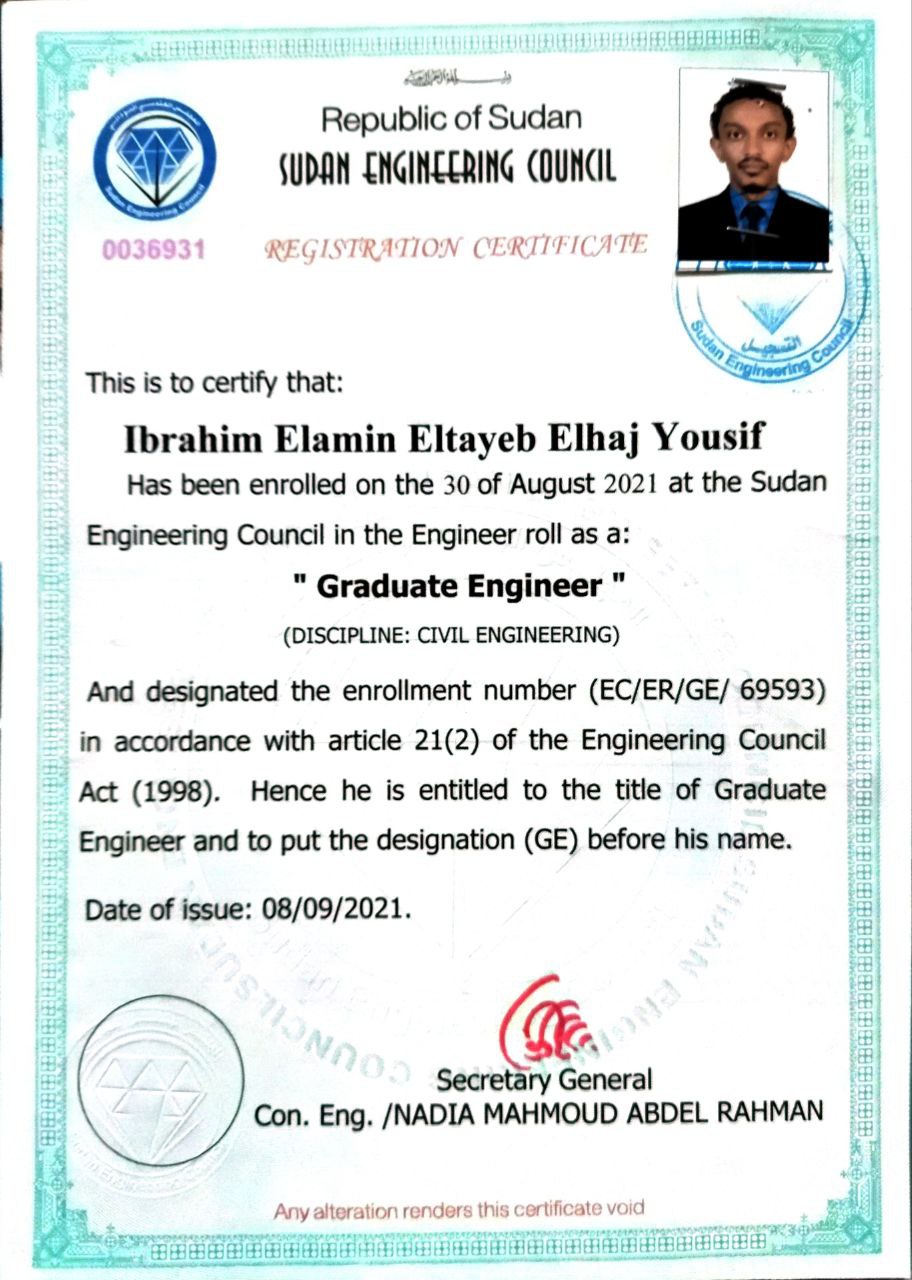 Republic of Sudan
SUDAN ENGINEERING COUNCIL
Sudan Engineering Council
0036931
REGISTRATION CERTIFICATE
التسجيل
Sudan Engineering Council
This is to certify that:
Ibrahim Elamin Eltayeb Elhaj Yousif
Has been enrolled on the 30 of August 2021 at the Sudan
Engineering Council in the Engineer roll as a:
" Graduate Engineer "
(DISCIPLINE: CIVIL ENGINEERING)
And designated the enrollment number (EC/ER/GE/ 69593)
in accordance with article 21(2) of the Engineering Council
Act (1998). Hence he is entitled to the title of Graduate
Engineer and to put the designation (GE) before his name.
Date of issue: 08/09/2021.
Secretary General
Con. Eng. /NADIA MAHMOUD ABDEL RAHMAN
Any alteration renders this certificate void